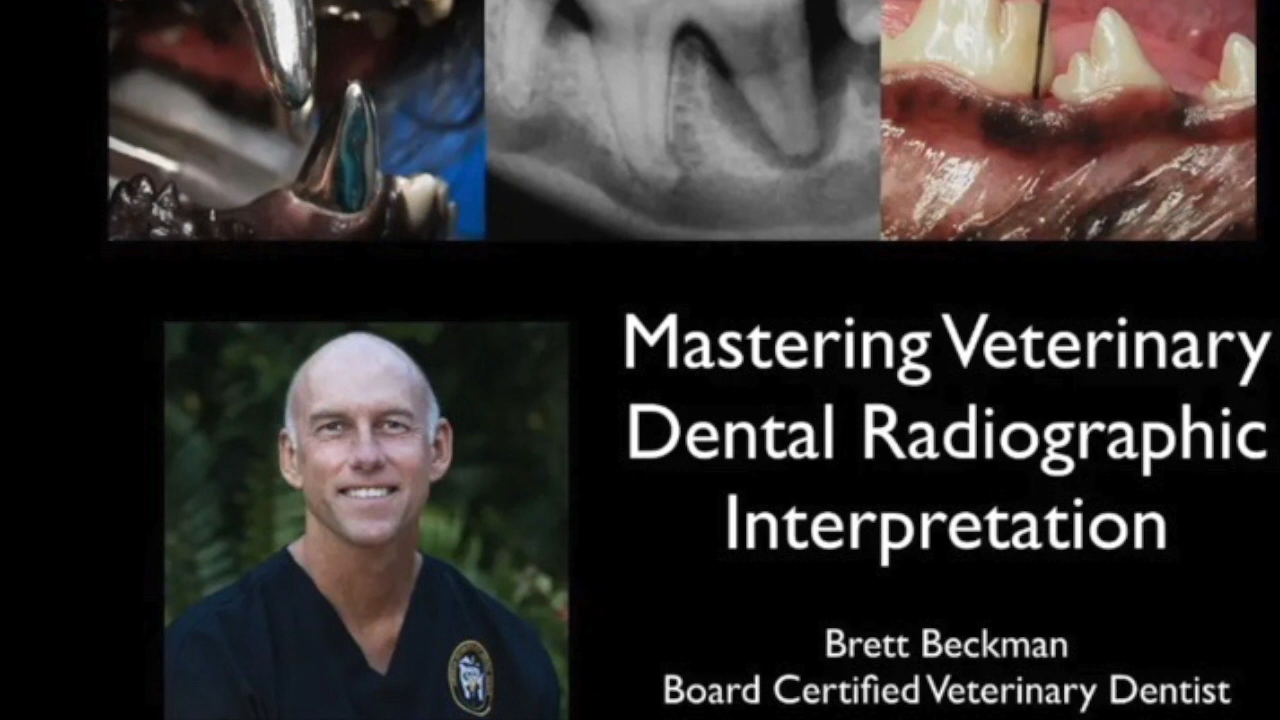 Mastering Veterinary
Dental Radiographic
Interpretation
Brett Beckman
Board Certified Veterinary Dentist